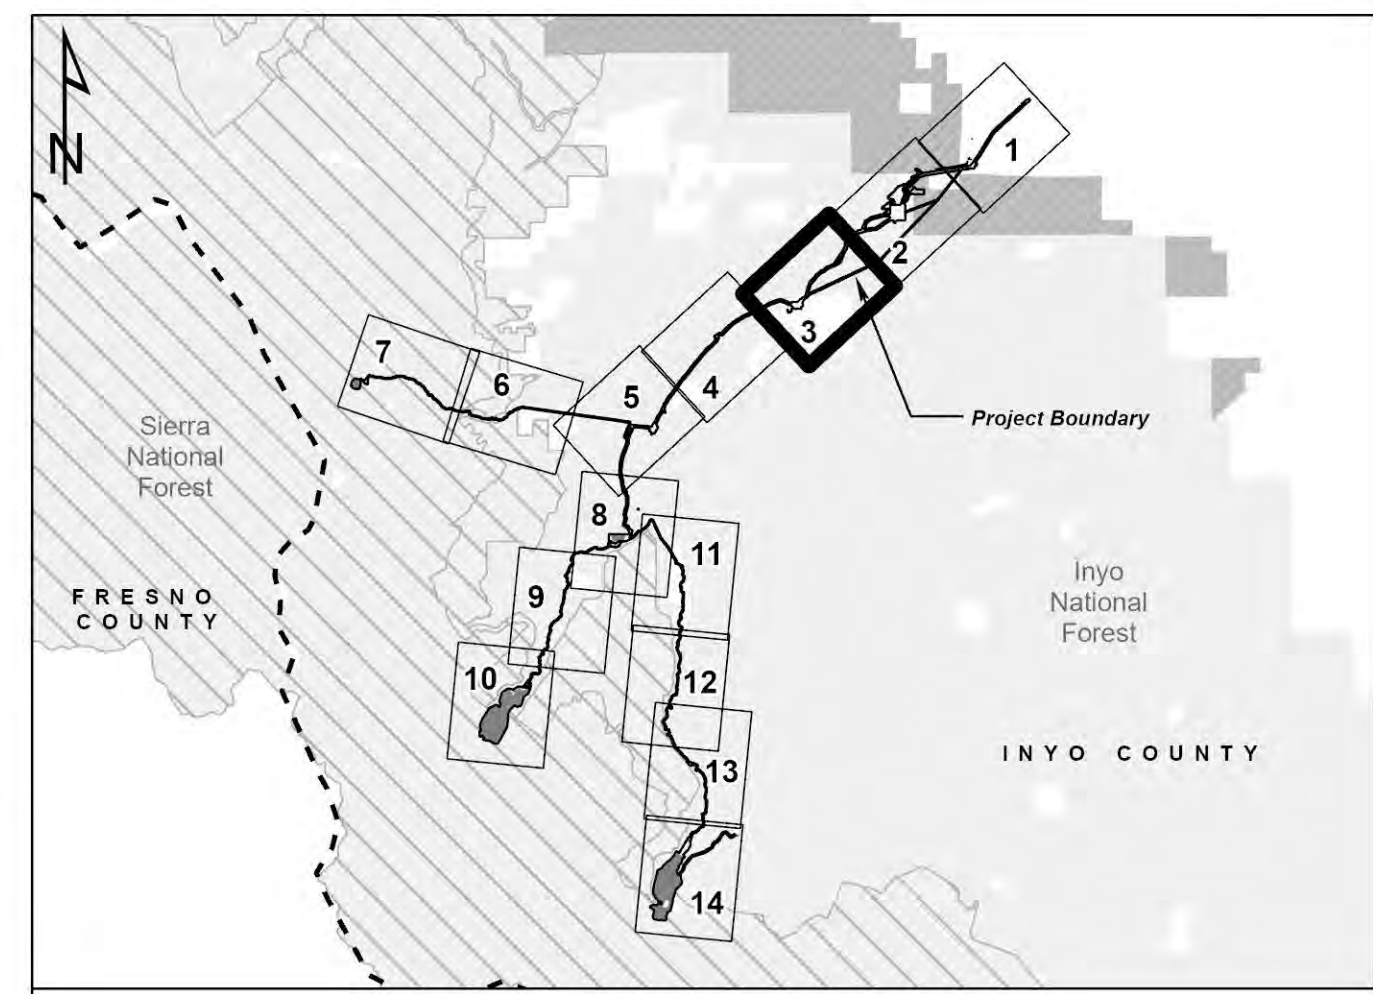 N
1
2
3
Project Boundary
4
5
6
7
Sierra
National
Forest
8
11
9
FRESNO
COUNTY
Inyo
National
Forest
10
12
INYO COUNTY
13
14